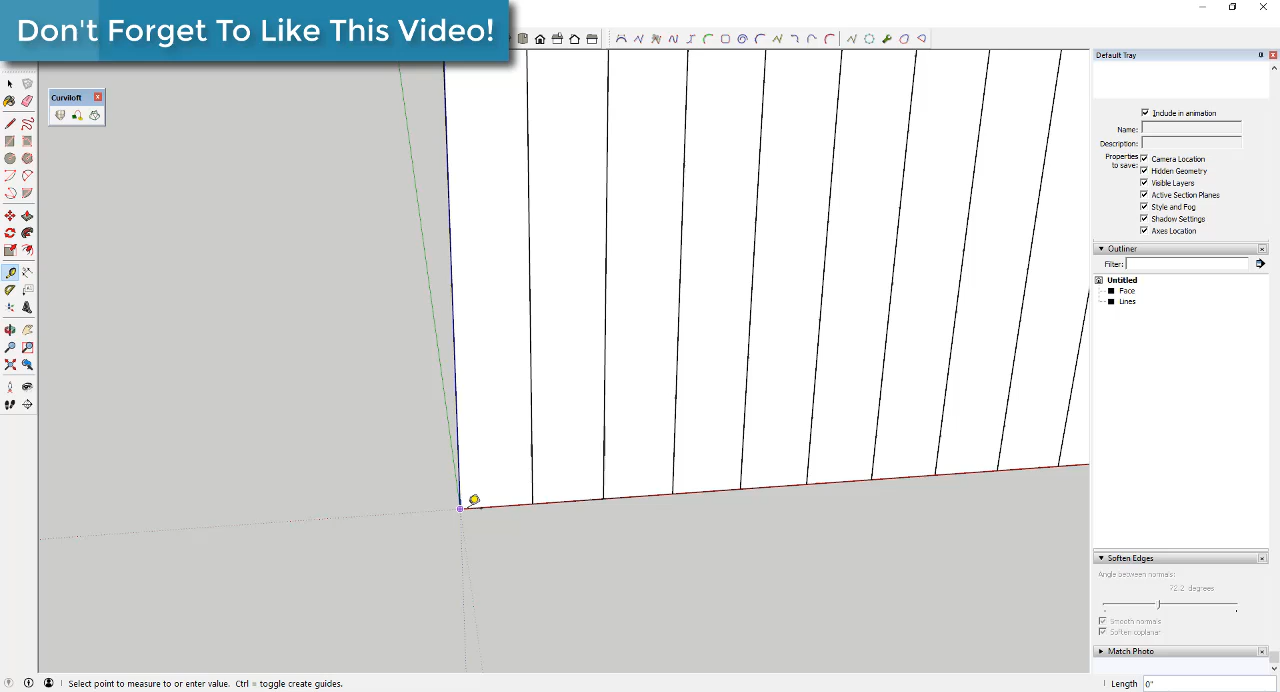 Don't Forget To Like This Video!
Default Tray
Curviloft
Include in animation
Name:
Description:
Properties
to save:
Camera Location
Hidden Geometry
Visible Layers
Active Section Planes
Style and Fog
Shadow Settings
Axes Location
Outliner
Filter:
Untitled
Face
Lines
Soften Edges
Angle between normals:
72.2 degrees
Smooth normals
Soften coplanar
Match Photo
Select point to measure to or enter value. Ctrl = toggle create guides.
Length 0"